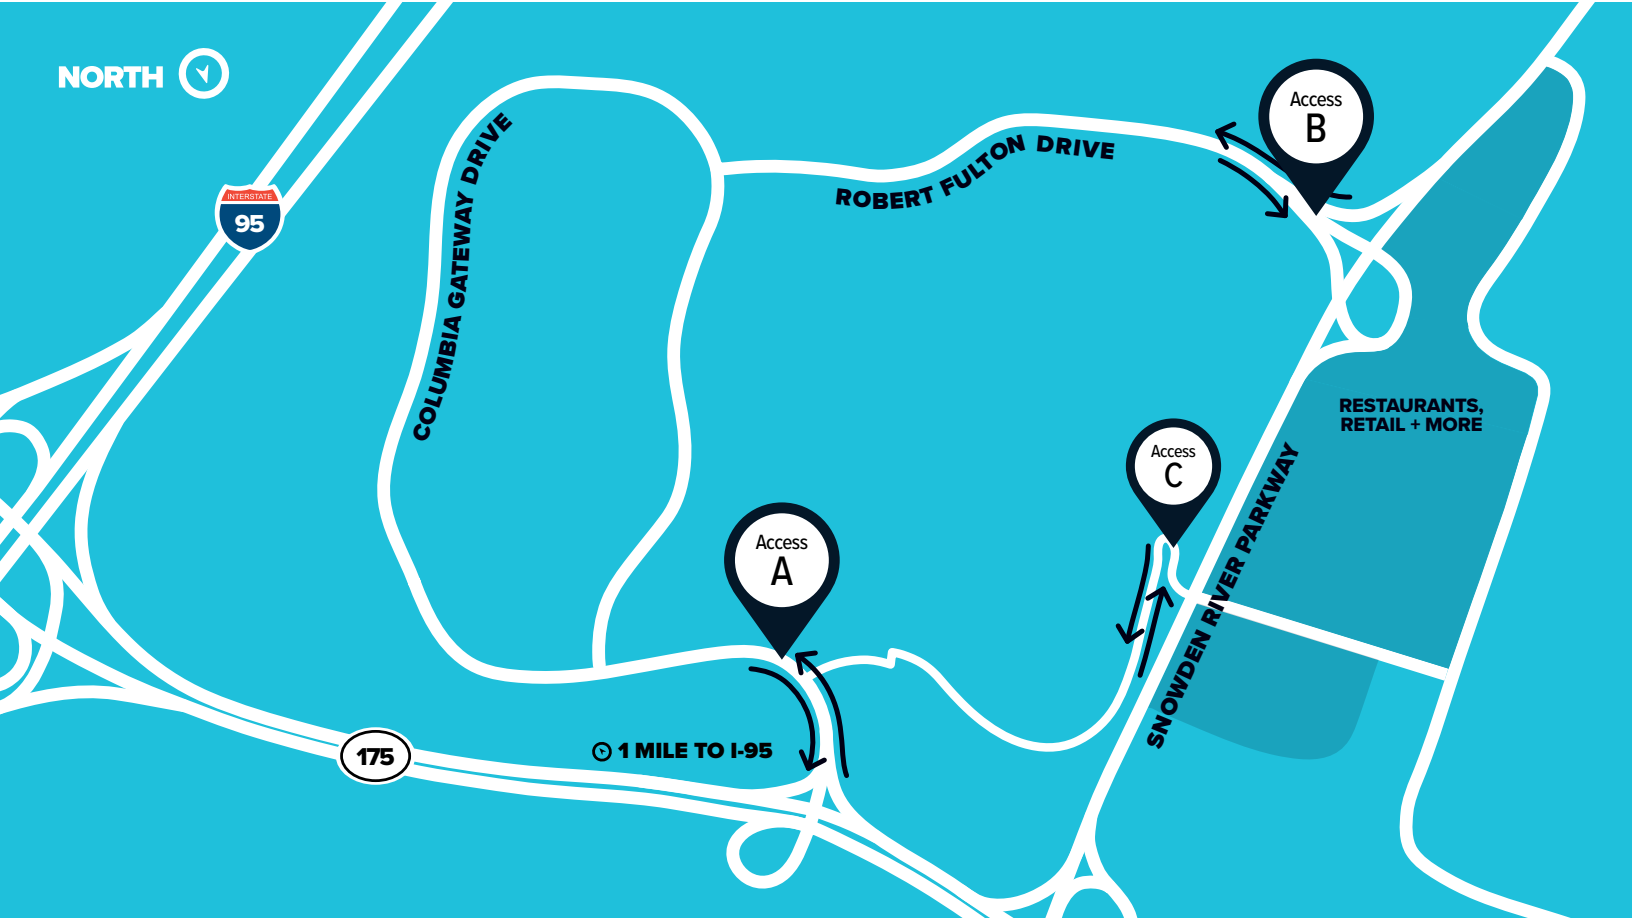 NORTH
INTERSTATE
95
COLUMBIA GATEWAY DRIVE
ROBERT FULTON DRIVE
Access
B
RESTAURANTS,
RETAIL + MORE
Access
C
SNOWDEN RIVER PARKWAY
Access
A
1 MILE TO I-95
175